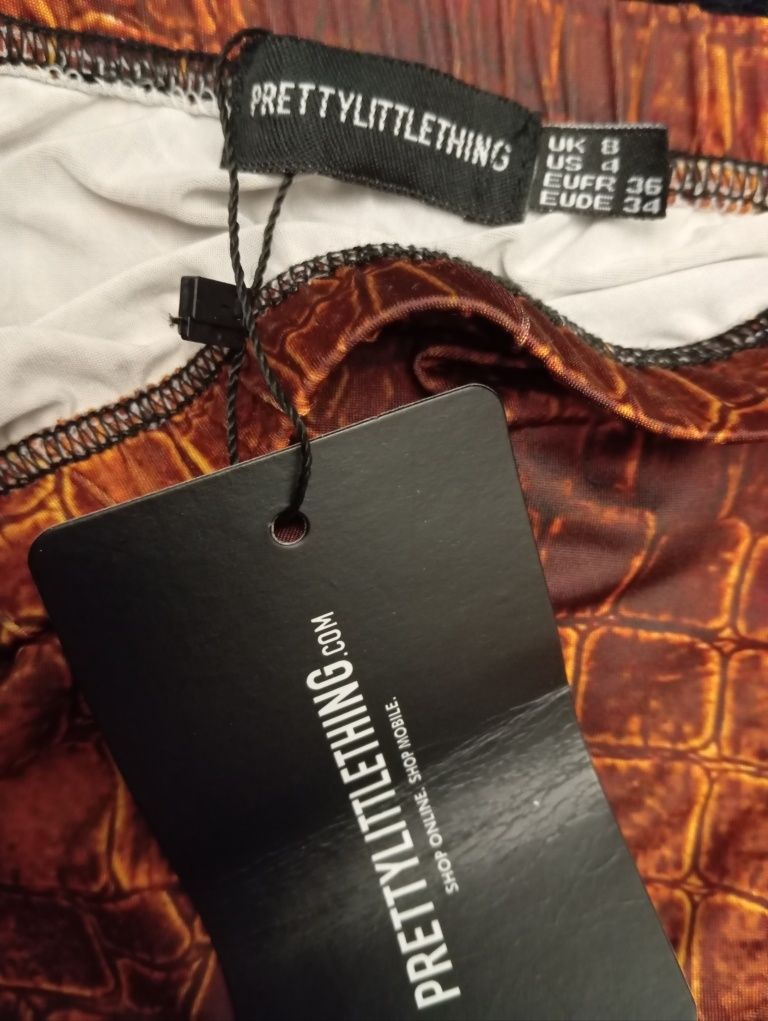 PRETTYLITTLETHING
UK 8
US 4
EUFR 36
EUDE 34
PRETTYLITTLETHING.COM
SHOP ONLINE. SHOP MOBILE.